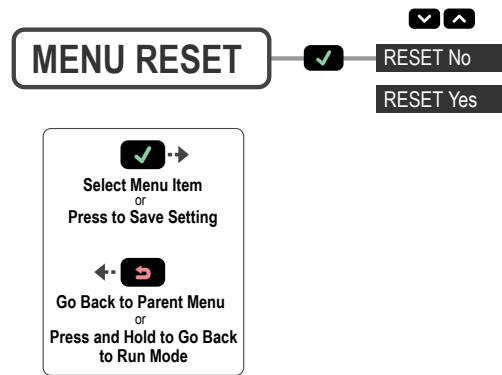 MENU RESET
RESET No
RESET Yes
Select Menu Item
or
Press to Save Setting
Go Back to Parent Menu
or
Press and Hold to Go Back
to Run Mode